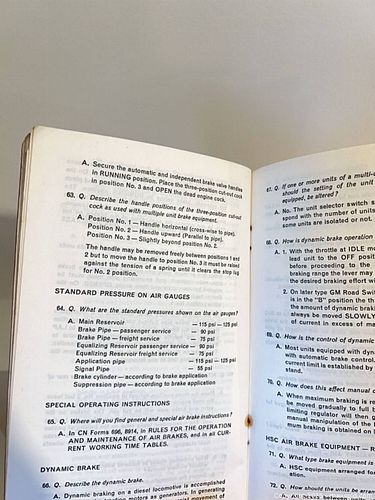 A. Secure the automatic and independent brake valve handles
in RUNNING position. Place the three-position cut-out cock
in position No. 3 and OPEN the dead engine cock.
63. Q. Describe the handle positions of the three-position cut-out
cock as used with multiple unit brake equipment.
A. Position No. 1 — Handle horizontal (cross-wise to pipe).
Position No. 2 — Handle upward (Parallel to pipe).
Position No. 3 — Slightly beyond position No. 2.
The handle may be removed freely between positions 1 and
2 but to move the handle to position No. 3 it must be raised
against the tension of a spring until it clears the stop lug
for No. 2 position.
STANDARD PRESSURE ON AIR GAUGES
64. Q. What are the standard pressures shown on the air gauges?
A. Main Reservoir — 115 psi – 125 psi
Brake Pipe — passenger service — 90 psi
Brake Pipe — freight service — 75 psi
Equalizing Reservoir passenger service — 90 psi
Equalizing Reservoir freight service — 75 psi
Application pipe — 115 psi – 125 psi
Signal Pipe — 55 psi
Brake cylinder — according to brake application
Suppression pipe — according to brake application
SPECIAL OPERATING INSTRUCTIONS
65. Q. Where will you find general and special air brake instructions?
A. In CN Forms 696, 8914, in RULES FOR THE OPERATION
AND MAINTENANCE OF AIR BRAKES, and in all CUR-
RENT WORKING TIME TABLES.
DYNAMIC BRAKE
66. Q. Describe the dynamic brake.
A. Dynamic braking on a diesel locomotive is accomplished
motors as generators. In generating
movement of
67. Q. If one or more units of a multi-
should the setting of the unit
equipped, be altered?
A. No. The unit selector switch s
spond with the number of units
some units are isolated or not.
68. Q. How is dynamic brake operation
A. 1. With the throttle at IDLE m
lead unit to the OFF posit
before proceeding to the
braking range the lever may
the desired braking effort wi
2. On later type GM Road Swit
is in the "B" position the th
the amount of dynamic brak
always be moved SLOWLY
of current in excess of ma
69. Q. How is the control of dynamic
A. Most units equipped with dyn
with automatic brake control,
current limit is established by
stand.
70. Q. How does this affect manual c
A. When maximum braking is re
be moved gradually to full b
limiting regulator will then g
manual manipulation of the l
mum braking is obtained on
HSC AIR BRAKE EQUIPMENT — R
71. Q. What type brake equipment is
A. HSC equipment arranged for
ation.
72. Q. How should the units be arran